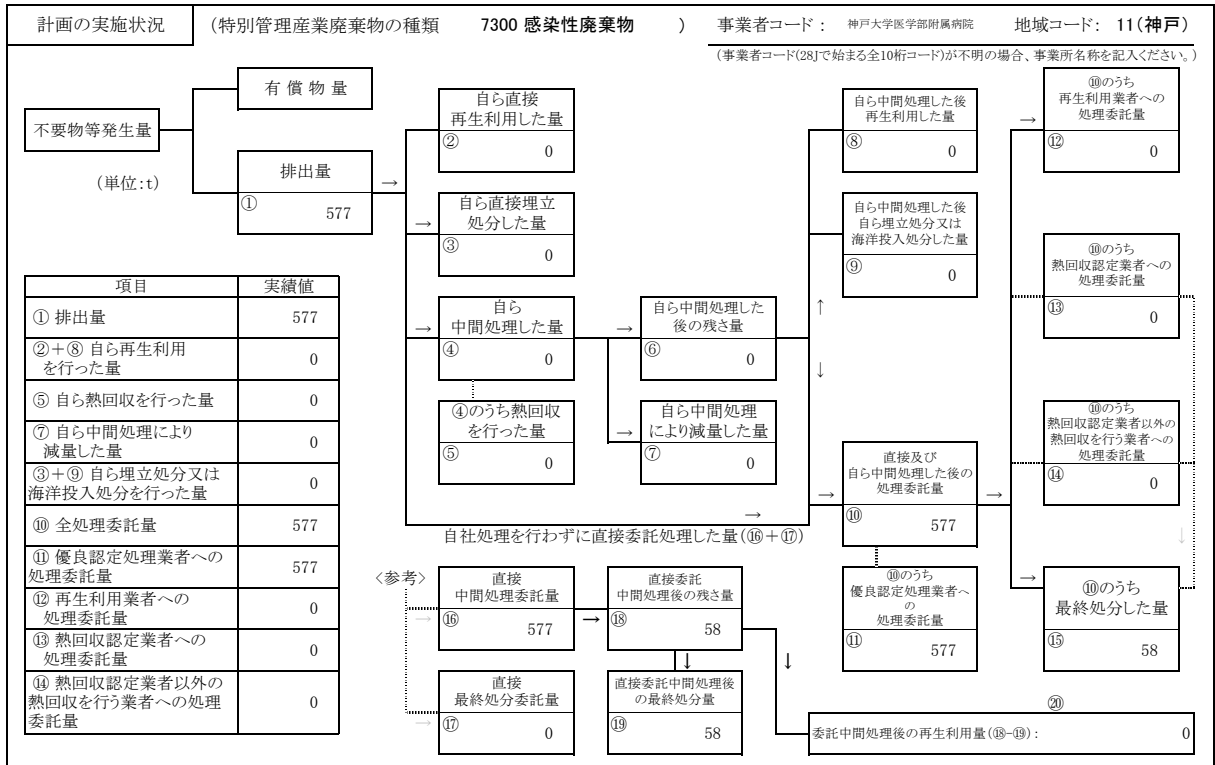 計画の実施状況
(特別管理産業廃棄物の種類 7300 感染性廃棄物 )
事業者コード: 神戸大学医学部附属病院 地域コード: 11(神戸)
(事業者コード(28Jで始まる全10桁コード)が不明の場合、事業所名称を記入ください。)
不要物等発生量
(単位:t)
有償物量
排出量
① 577
→
自ら直接
再生利用した量
② 0
→
自ら直接埋立
処分した量
③ 0
→
自ら
中間処理した量
④ 0
④のうち熱回収
を行った量
⑤ 0
→
自ら中間処理した
後の残さ量
⑥ 0
→
自ら中間処理
により減量した量
⑦ 0
自ら中間処理した後
再生利用した量
⑧ 0
自ら中間処理した後
自ら埋立処分又は
海洋投入処分した量
⑨ 0
↑
↓
→
自社処理を行わずに直接委託処理した量(⑯+⑰)
→
直接及び
自ら中間処理した後の
処理委託量
⑩ 577
→
⑩のうち
優良認定処理業者へ
の
処理委託量
⑪ 577
→
⑩のうち
再生利用業者への
処理委託量
⑫ 0
⑩のうち
熱回収認定業者への
処理委託量
⑬ 0
⑩のうち
熱回収認定業者以外の
熱回収を行う業者への
処理委託量
⑭ 0
↓
→
⑩のうち
最終処分した量
⑮ 58
項目 実績値
① 排出量 577
②+⑧ 自ら再生利用
を行った量 0
⑤ 自ら熱回収を行った量 0
⑦ 自ら中間処理により
減量した量 0
③+⑨ 自ら埋立処分又は
海洋投入処分を行った量 0
⑩ 全処理委託量 577
⑪ 優良認定処理業者への
処理委託量 577
⑫ 再生利用業者への
処理委託量 0
⑬ 熱回収認定業者への
処理委託量 0
⑭ 熱回収認定業者以外の
熱回収を行う業者への処理
委託量 0
<参考>
→
直接
中間処理委託量
⑯ 577
→
直接委託
中間処理後の残さ量
⑱ 58
↓
↓
→
直接
最終処分委託量
⑰ 0
直接委託中間処理後
の最終処分量
⑲ 58
⑳
委託中間処理後の再生利用量(⑱-⑲): 0